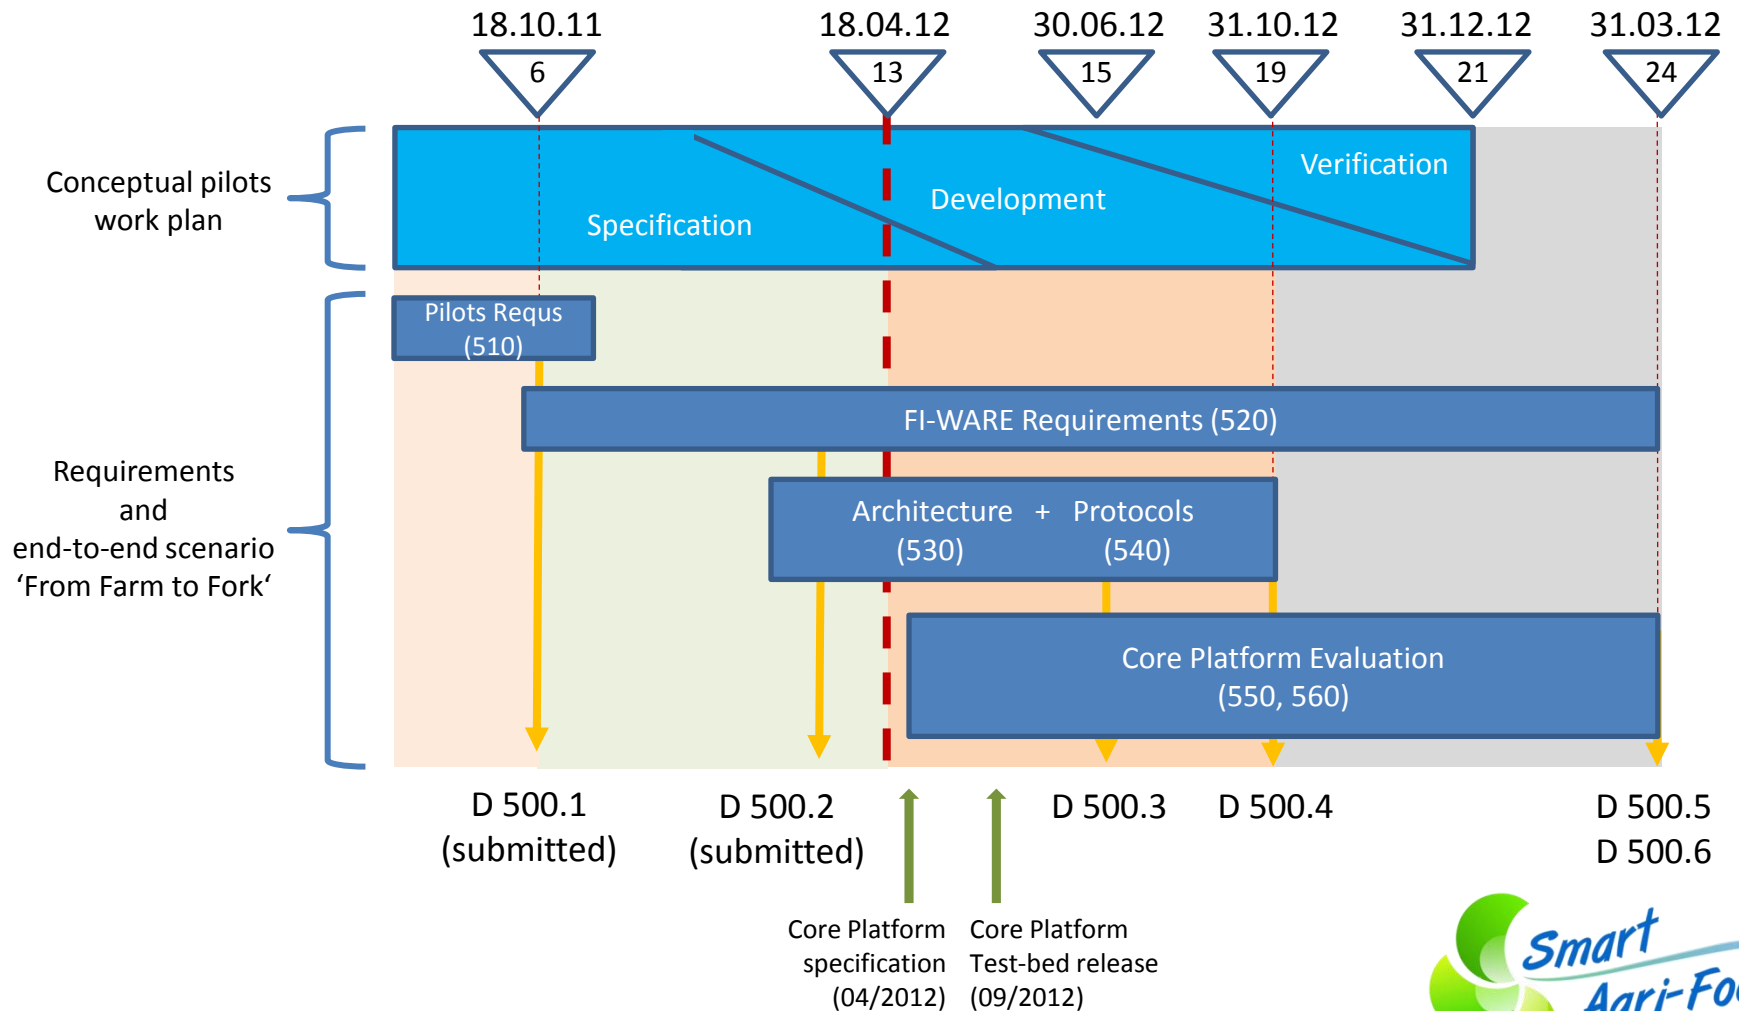 18.10.11 18.04.12 30.06.12 31.10.12 31.12.12 31.03.12
6 13 15 19 21 24
Conceptual pilots
work plan
Specification
Development
Verification
Requirements
and
end-to-end scenario
‘From Farm to Fork‘
Pilots Requs
(510)
FI-WARE Requirements (520)
Architecture + Protocols
(530) (540)
Core Platform Evaluation
(550, 560)
D 500.1
(submitted)
D 500.2
(submitted)
D 500.3
D 500.4
D 500.5
D 500.6
Core Platform
specification
(04/2012)
Core Platform
Test-bed release
(09/2012)
Smart
Agri-Foo